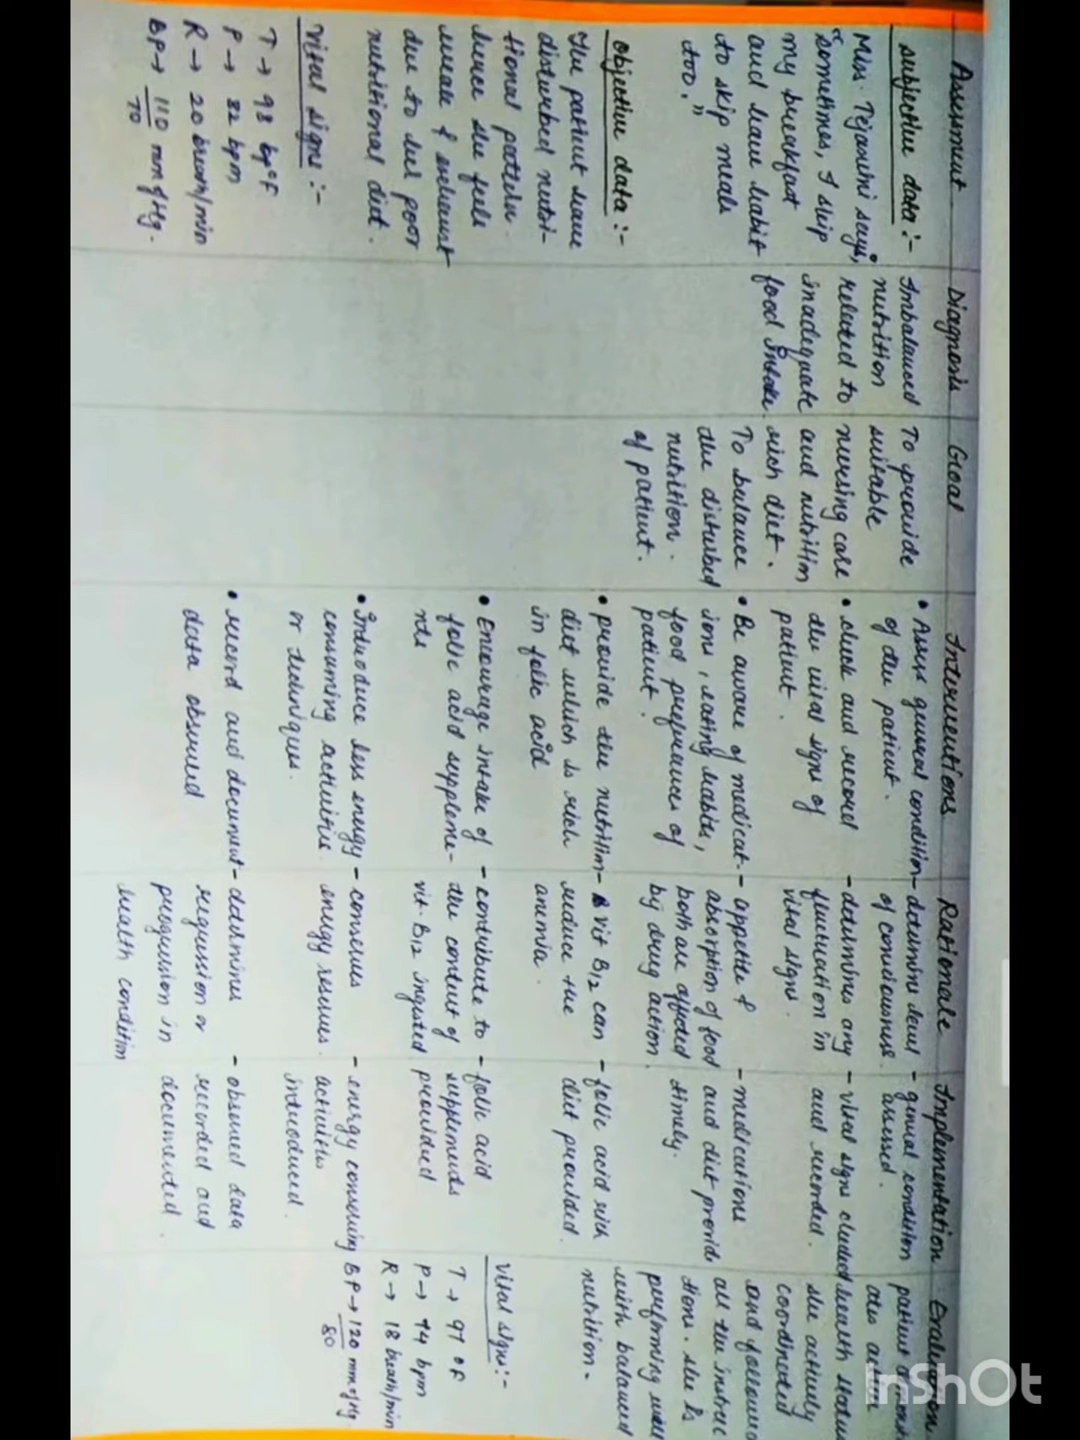 Assessment
subjective data :-
Miss. Tejaswini says,
"sometimes, I skip
my breakfast
and have habit
to skip meals
too."
objective data :-
The patient have
disturbed nutri-
tional pattern
hence she feels
weak & exhaust
due to her poor
nutritional diet.
Vital signs :-
T → 98 °F
P → 82 bpm
R → 20 breath/min
BP → 110/70 mm of Hg.
Diagnosis
Imbalanced
nutrition
related to
inadequate
food intake.
Goal
To provide
suitable
nursing care
and nutrition
rich diet.
To balance
the disturbed
nutrition
of patient.
Interventions
• Assess general condition
of the patient.
• check and record
the vital signs of
patient.
• Be aware of medicat-
ions, eating habits,
food preferences of
patient.
• provide the nutrition
diet which is rich
in folic acid
• Encourage intake of
folic acid suppleme-
nts
• Introduce less energy
consuming activities
or techniques.
• record and document
data observed
Rationale
- determine level
of consciousness
- determines any
fluctuation in
vital signs.
- appetite &
absorption of food
both are affected
by drug action.
- Vit B12 can
reduce the
anemia.
- contribute to
the content of
vit. B12 ingested
- conserves
energy reserves.
- determines
regression or
progression in
health condition
Implementation
- general condition
assessed.
- vital signs checked
and recorded.
- medications
and diet provide
timely.
- folic acid rich
diet provided.
- folic acid
supplements
provided
- energy conserving
activities
introduced.
- observed data
recorded and
documented.
Evaluation
patient
health status
she actively
coordinated
and followed
all the instruc
tions. she is
performing well
with balanced
nutrition.
Vital signs :-
T → 97 °F
P → 74 bpm
R → 18 breath/min
BP → 120/80 mm of Hg
InShOt